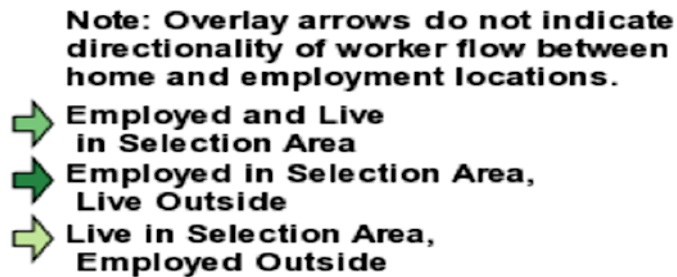 Note: Overlay arrows do not indicate
directionality of worker flow between
home and employment locations.
Employed and Live
in Selection Area
Employed in Selection Area,
Live Outside
Live in Selection Area,
Employed Outside